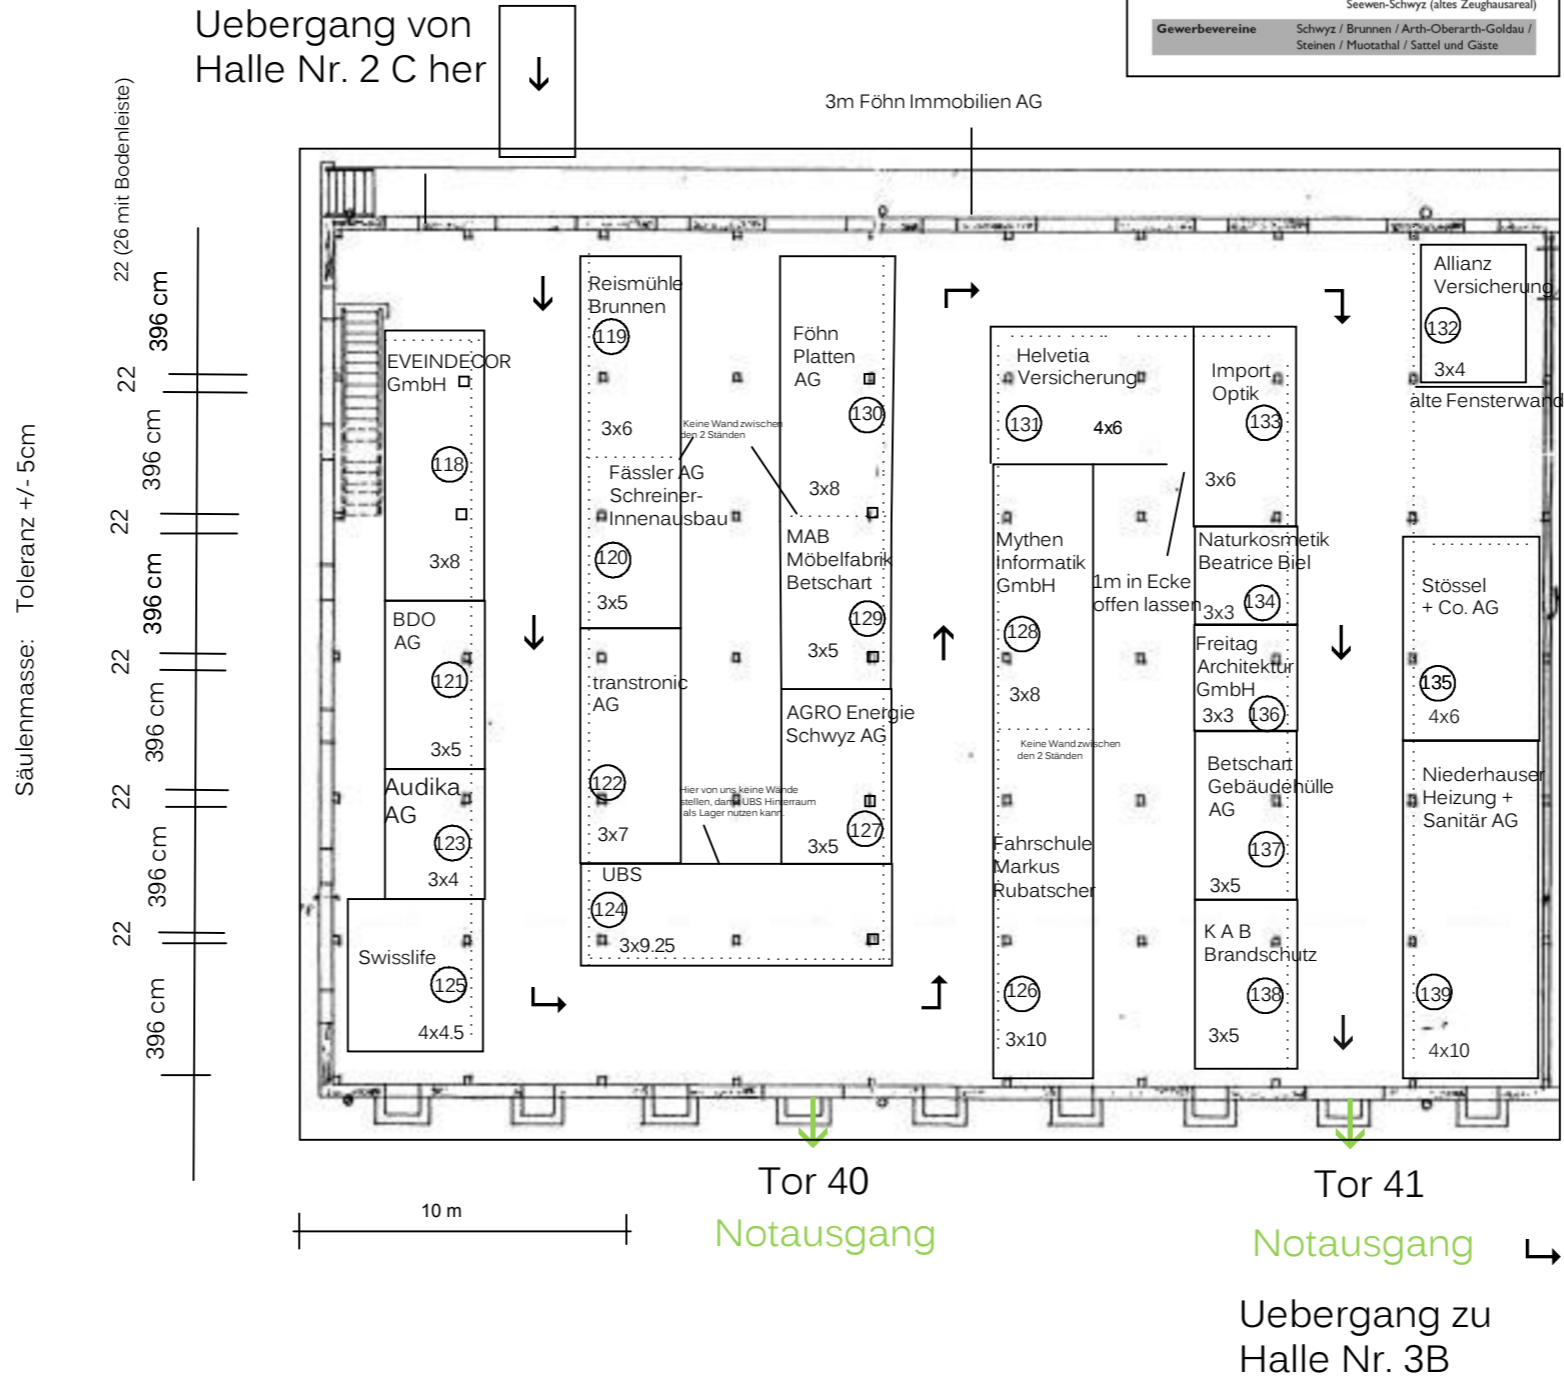 Seewen-Schwyz (altes Zeughausareal)
Gewerbevereine
Schwyz / Brunnen / Arth-Oberarth-Goldau /
Steinen / Muotathal / Sattel und Gäste
Uebergang von
Halle Nr. 2 C her
3m Föhn Immobilien AG
Säulenmasse: Toleranz +/- 5cm
22 (26 mit Bodenleiste)
396 cm
22
396 cm
22
396 cm
22
396 cm
22
396 cm
22
396 cm
EVEINDECOR
GmbH
118
3x8
BDO
AG
121
3x5
Audika
AG
123
3x4
Swisslife
125
4x4.5
Reismühle
Brunnen
119
3x6
Keine Wand zwischen
den 2 Ständen
Fässler AG
Schreiner-
Innenausbau
120
3x5
transtronic
AG
122
3x7
Hier von uns keine Wände
stellen, damit UBS Hinterraum
als Lager nutzen kann.
UBS
124
3x9.25
Föhn
Platten
AG
130
3x8
MAB
Möbelfabrik
Betschart
129
3x5
AGRO Energie
Schwyz AG
127
3x5
Helvetia
Versicherung
131
4x6
Mythen
Informatik
GmbH
128
3x8
1m in Ecke
offen lassen
Keine Wand zwischen
den 2 Ständen
Fahrschule
Markus
Rubatscher
126
3x10
Import
Optik
133
3x6
Naturkosmetik
Beatrice Biel
134
3x3
Freitag
Architektur
GmbH
3x3
136
Betschart
Gebäudehülle
AG
137
3x5
K A B
Brandschutz
138
3x5
Allianz
Versicherung
132
3x4
alte Fensterwand
Stössel
+ Co. AG
135
4x6
Niederhauser
Heizung +
Sanitär AG
139
4x10
10 m
Tor 40
Notausgang
Tor 41
Notausgang
Uebergang zu
Halle Nr. 3B